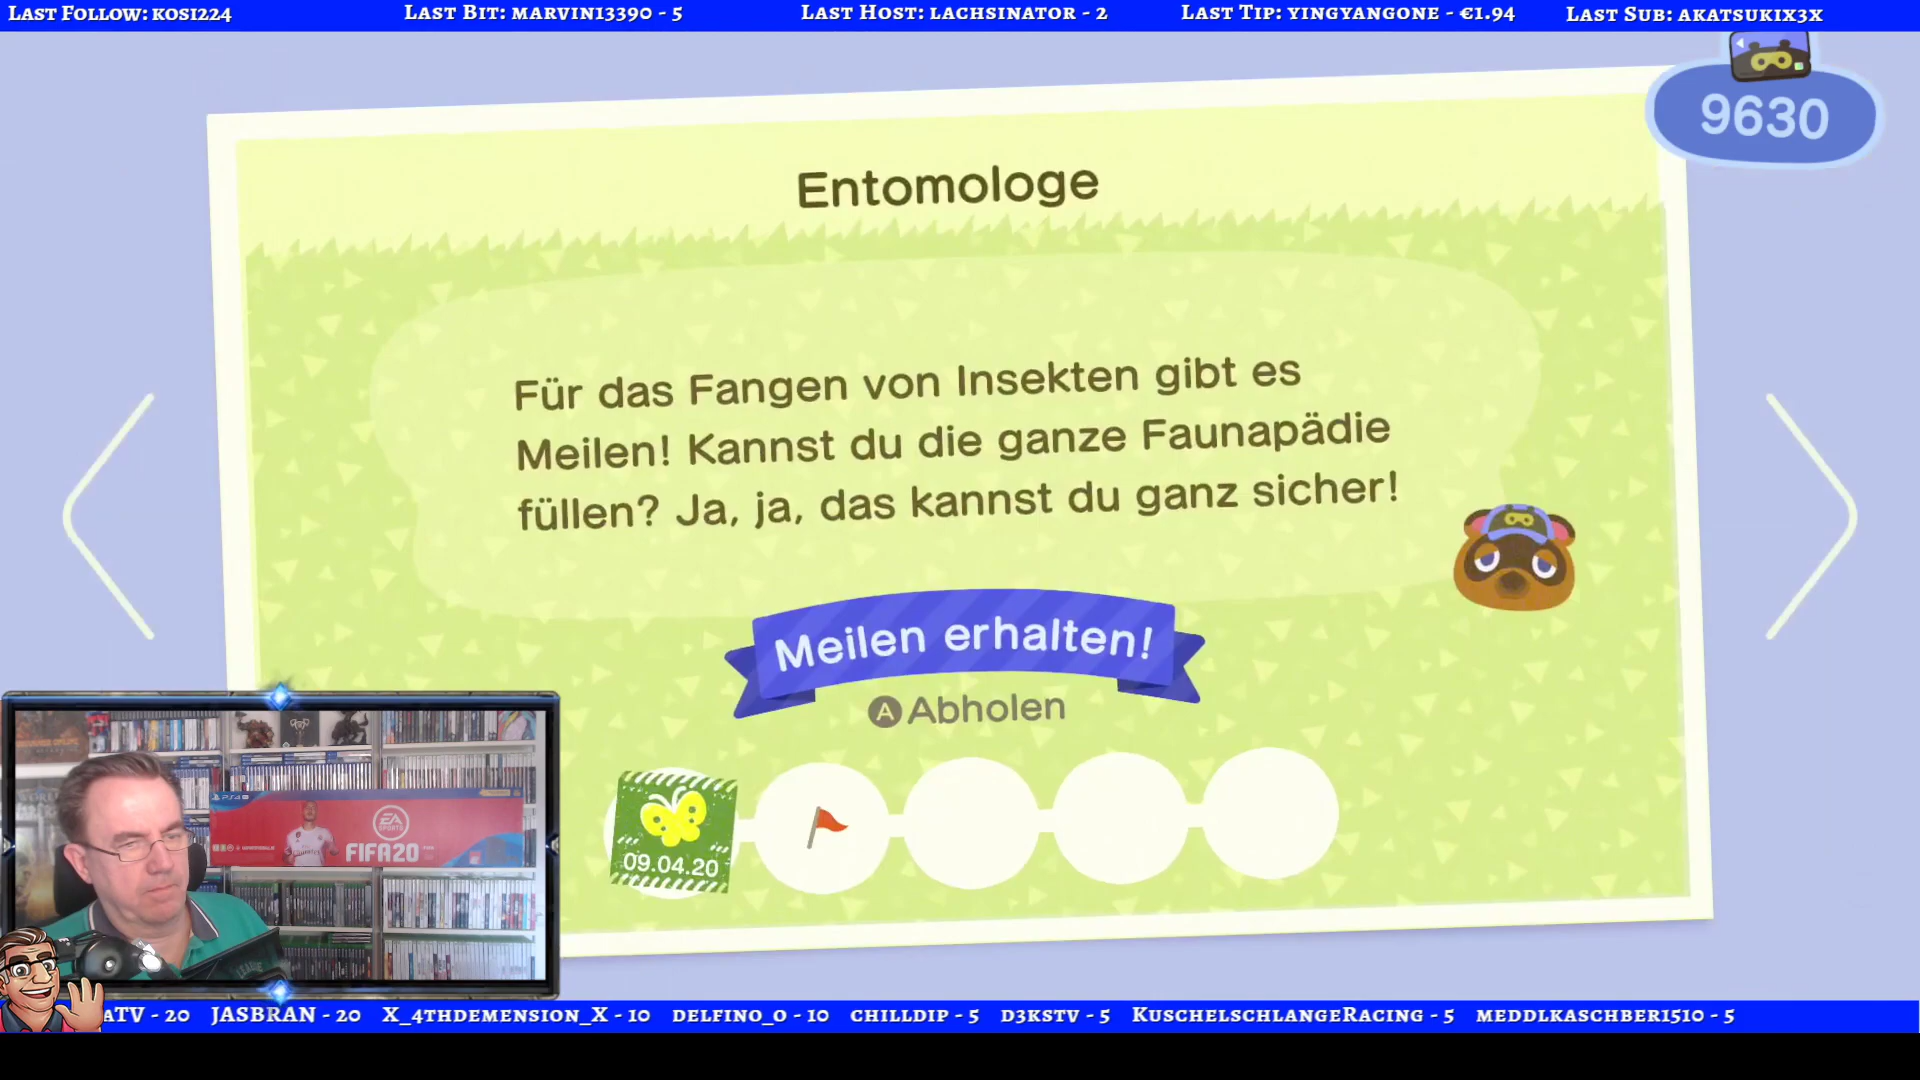 Last Follow: kosi224 Last Bit: marvin13390 - 5 Last Host: lachsinator - 2 Last Tip: yingyangone - €1.94 Last Sub: akatsukix3x
9630
Entomologe
Für das Fangen von Insekten gibt es
Meilen! Kannst du die ganze Faunapädie
füllen? Ja, ja, das kannst du ganz sicher!
Meilen erhalten!
A Abholen
09.04.20
PS4
EA
SPORTS
FIFA20
ATV - 20 JASBRAN - 20 X_4thdemension_X - 10 delfino_o - 10 chilldip - 5 d3kstv - 5 KuschelschlangeRacing - 5 meddlkaschber1510 - 5